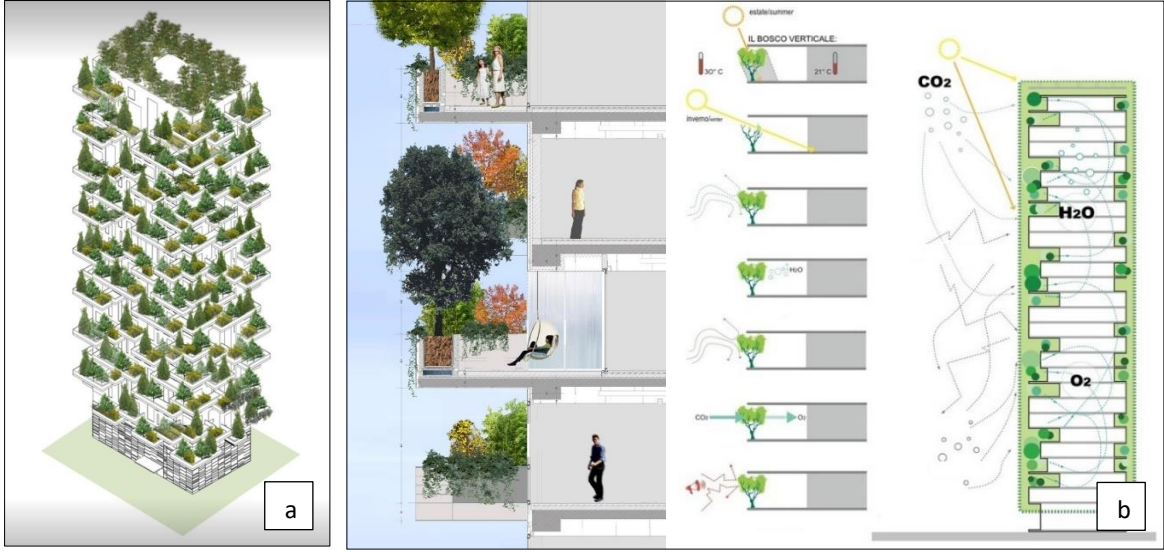 a
estate/summer
IL BOSCO VERTICALE:
30° C
21° C
inverno/winter
H₂O
CO₂
O₂
CO₂
H₂O
O₂
b